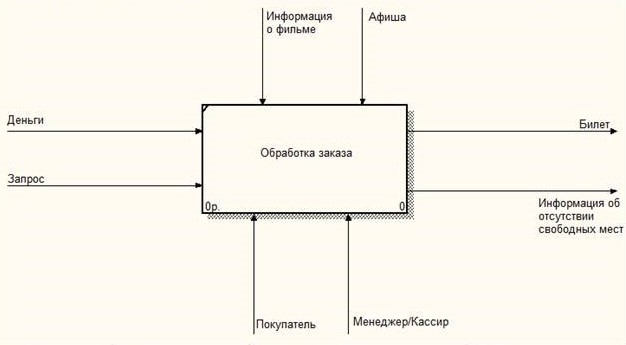 Информация
о фильме
Афиша
Деньги
Билет
Обработка заказа
Запрос
0р.
0
Информация об
отсутствии
свободных мест
Покупатель
Менеджер/Кассир